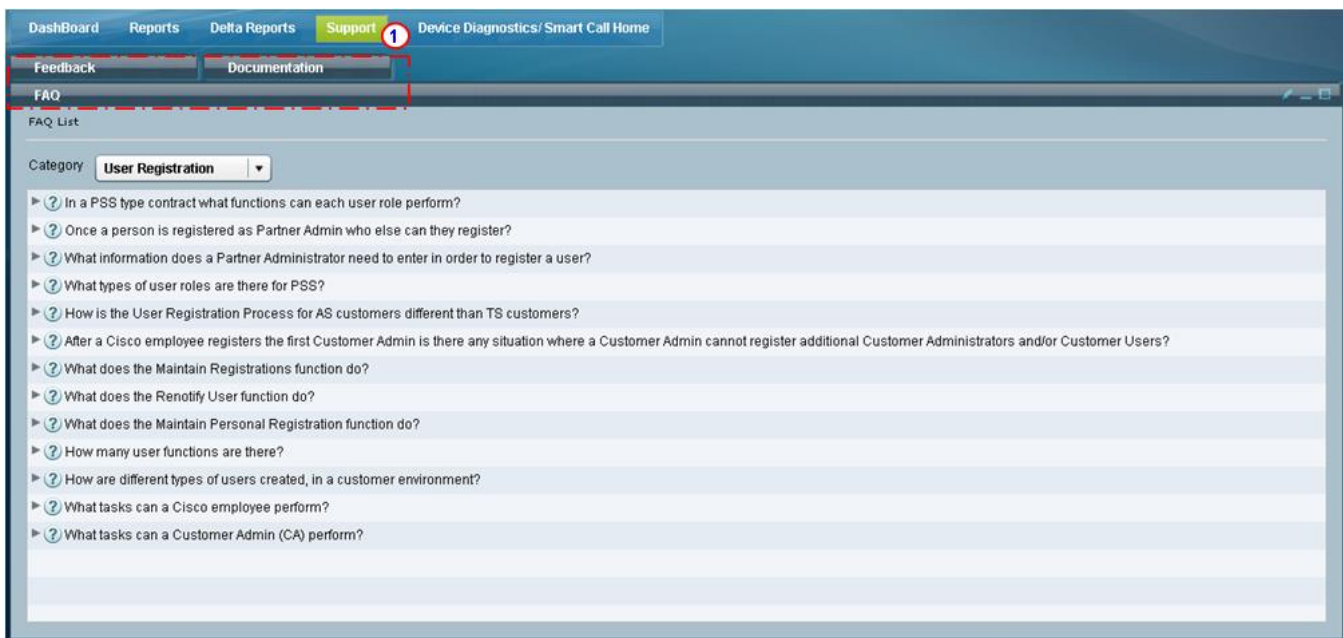 DashBoard Reports Delta Reports Support 1 Device Diagnostics/ Smart Call Home
Feedback Documentation
FAQ
FAQ List
Category User Registration
? In a PSS type contract what functions can each user role perform?
? Once a person is registered as Partner Admin who else can they register?
? What information does a Partner Administrator need to enter in order to register a user?
? What types of user roles are there for PSS?
? How is the User Registration Process for AS customers different than TS customers?
? After a Cisco employee registers the first Customer Admin is there any situation where a Customer Admin cannot register additional Customer Administrators and/or Customer Users?
? What does the Maintain Registrations function do?
? What does the Renotify User function do?
? What does the Maintain Personal Registration function do?
? How many user functions are there?
? How are different types of users created, in a customer environment?
? What tasks can a Cisco employee perform?
? What tasks can a Customer Admin (CA) perform?